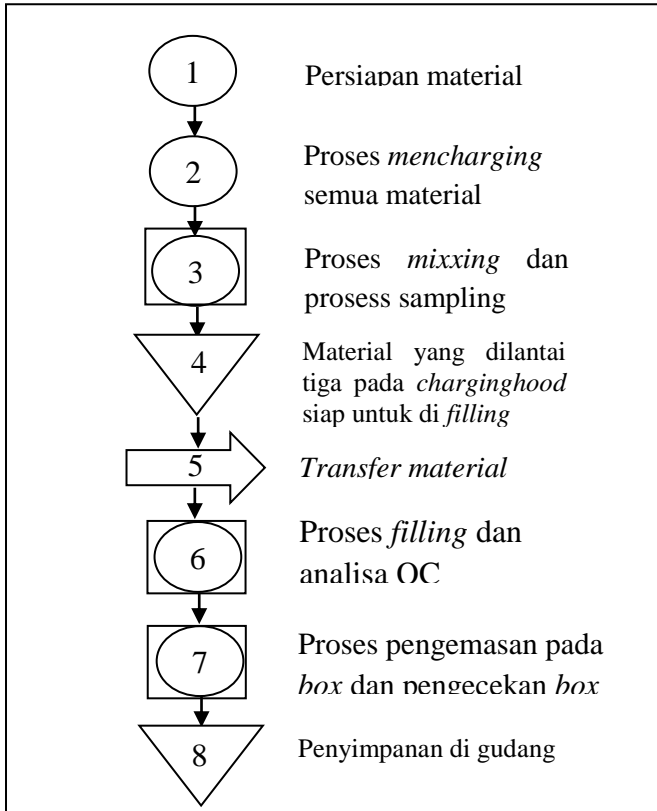 1
Persiapan material
2
Proses mencharging
semua material
3
Proses mixxing dan
prosess sampling
4
Material yang dilantai
tiga pada charginghood
siap untuk di filling
5
Transfer material
6
Proses filling dan
analisa QC
7
Proses pengemasan pada
box dan pengecekan box
8
Penyimpanan di gudang